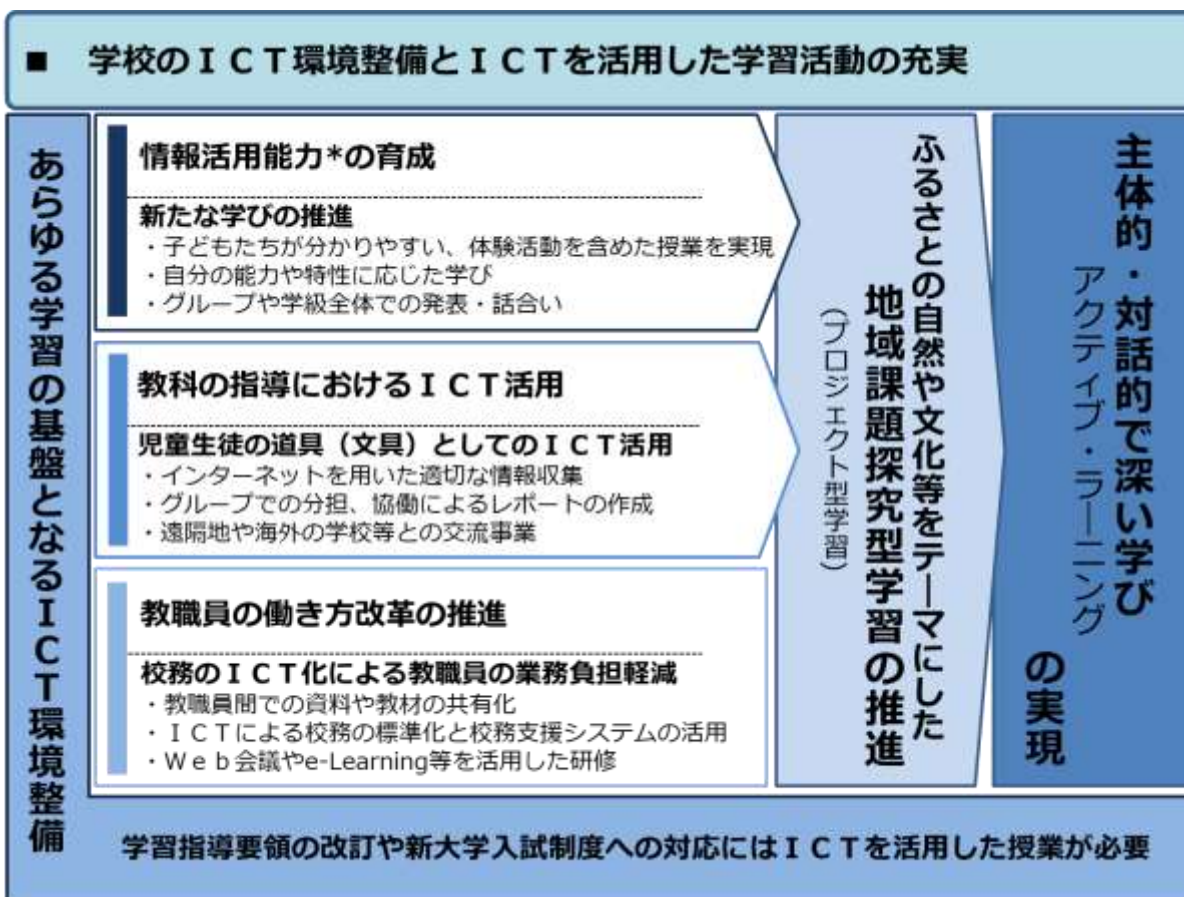 ■ 学校のＩＣＴ環境整備とＩＣＴを活用した学習活動の充実
あらゆる学習の基盤となるＩＣＴ環境整備
情報活用能力*の育成
新たな学びの推進
・子どもたちが分かりやすい、体験活動を含めた授業を実現
・自分の能力や特性に応じた学び
・グループや学級全体での発表・話合い
教科の指導におけるＩＣＴ活用
児童生徒の道具（文具）としてのＩＣＴ活用
・インターネットを用いた適切な情報収集
・グループでの分担、協働によるレポートの作成
・遠隔地や海外の学校等との交流事業
教職員の働き方改革の推進
校務のＩＣＴ化による教職員の業務負担軽減
・教職員間での資料や教材の共有化
・ＩＣＴによる校務の標準化と校務支援システムの活用
・Ｗｅｂ会議やe-Learning等を活用した研修
ふるさとの自然や文化等をテーマにした
地域課題探究型学習の推進
（プロジェクト型学習）
主体的・対話的で深い学び
アクティブ・ラーニング
の実現
学習指導要領の改訂や新大学入試制度への対応にはＩＣＴを活用した授業が必要